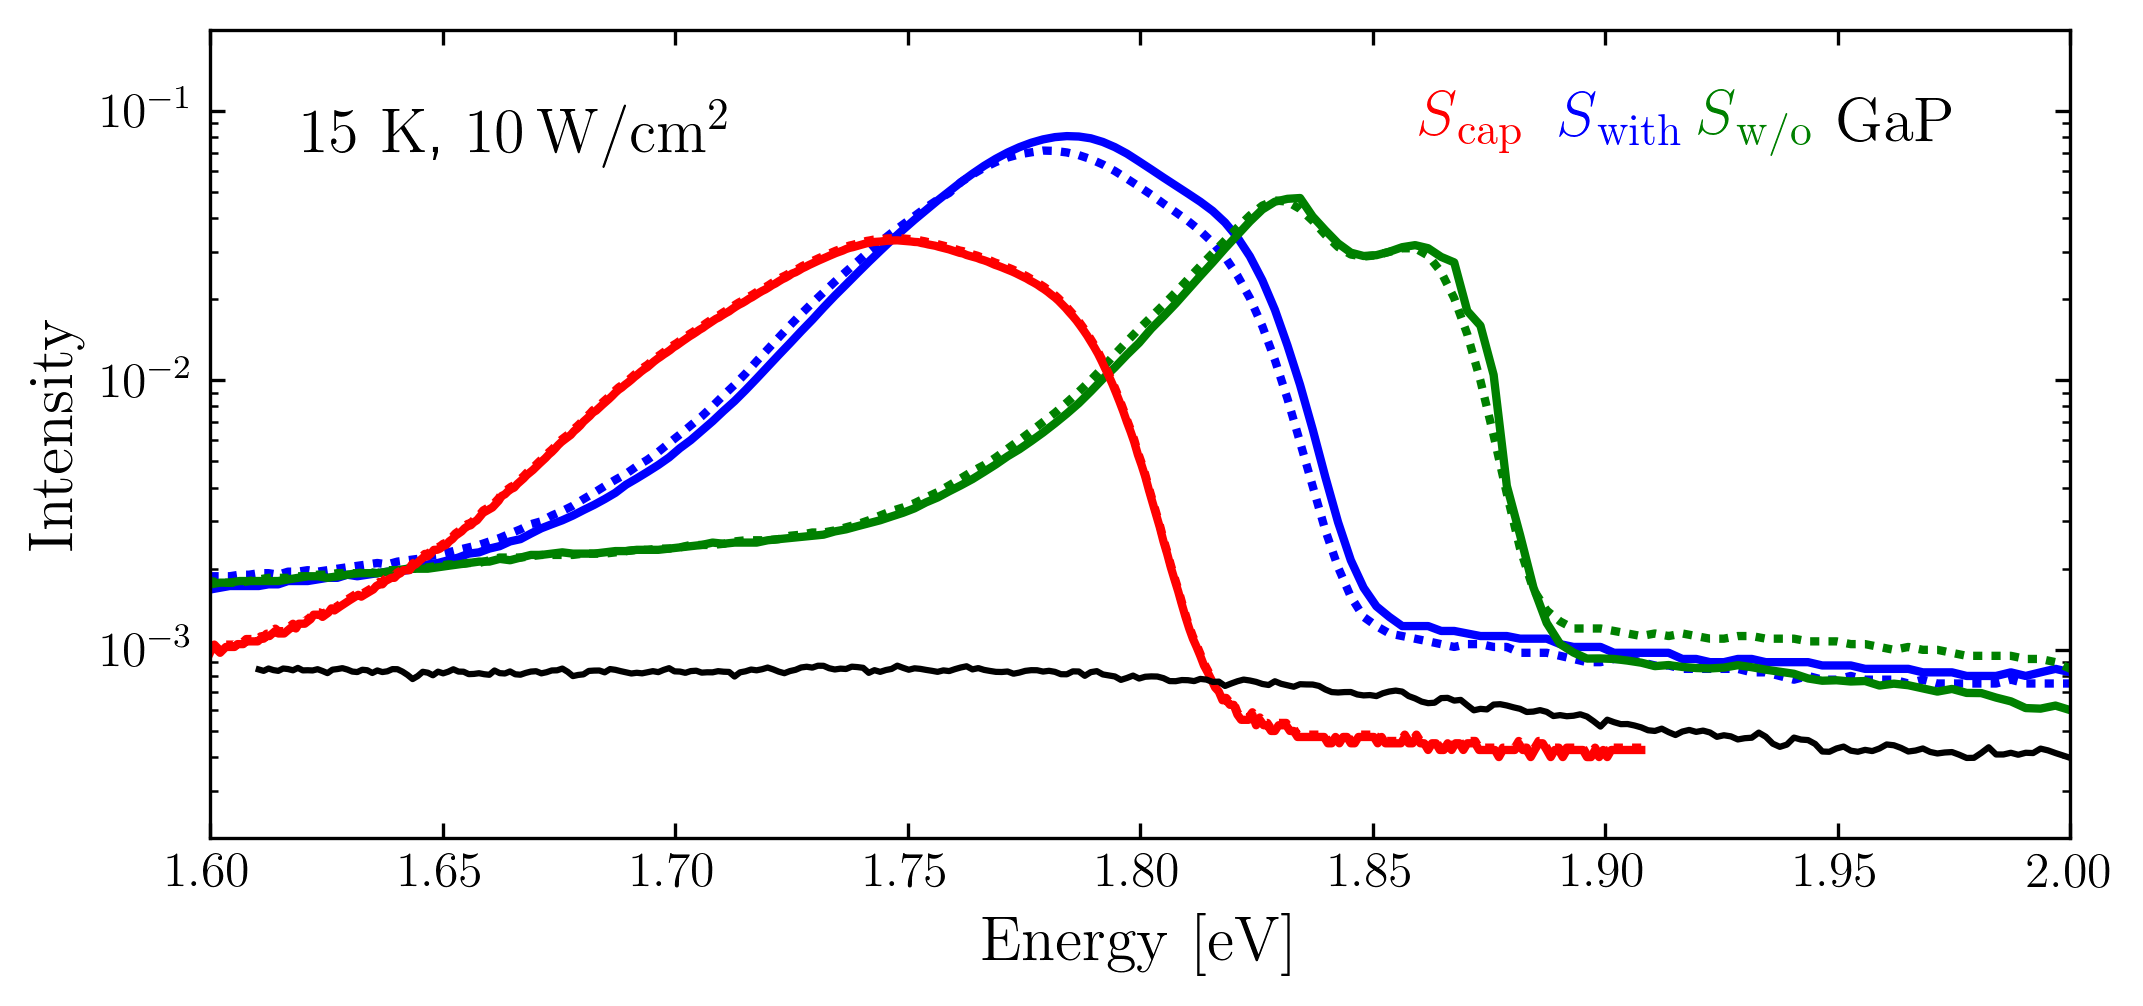 15 K, 10 W/cm²
S_cap S_with S_w/o GaP
10⁻¹
10⁻²
10⁻³
Intensity
1.60 1.65 1.70 1.75 1.80 1.85 1.90 1.95 2.00
Energy [eV]